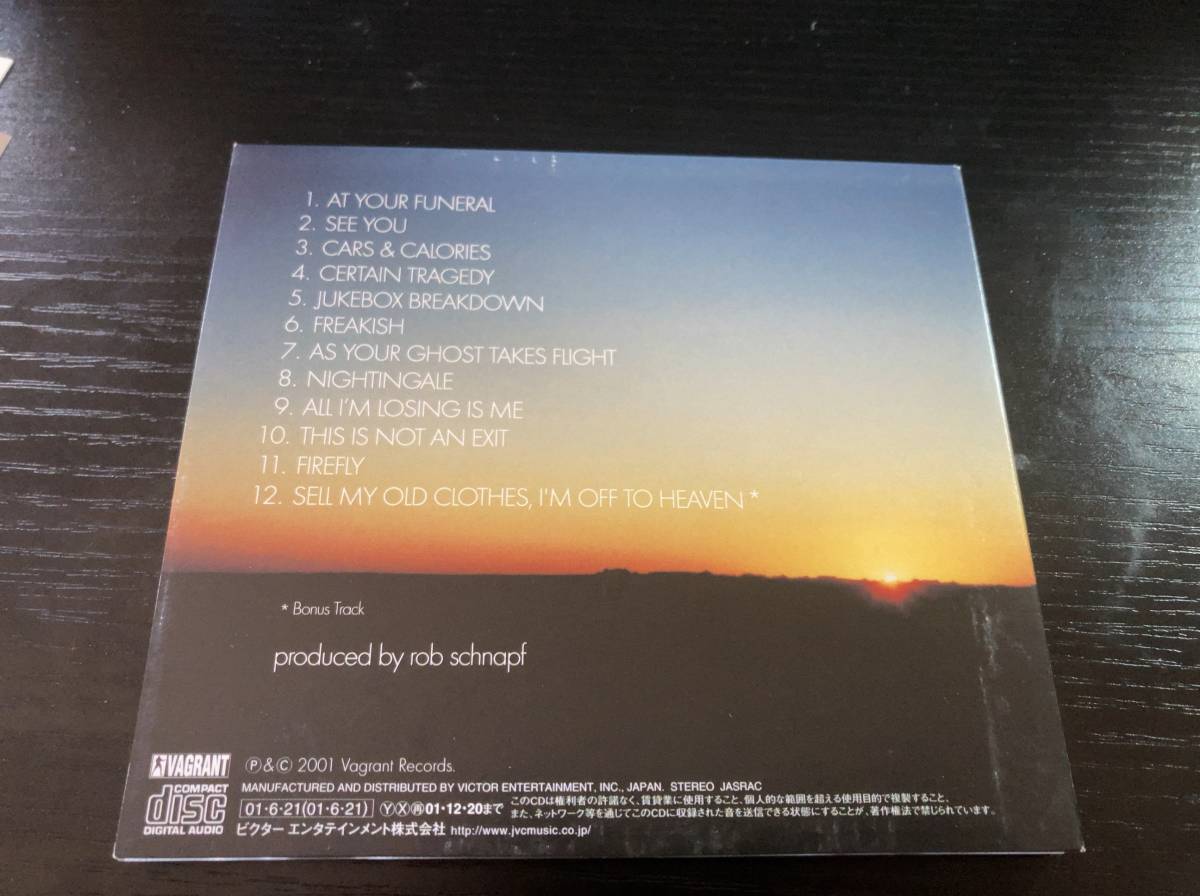 1. AT YOUR FUNERAL
2. SEE YOU
3. CARS & CALORIES
4. CERTAIN TRAGEDY
5. JUKEBOX BREAKDOWN
6. FREAKISH
7. AS YOUR GHOST TAKES FLIGHT
8. NIGHTINGALE
9. ALL I'M LOSING IS ME
10. THIS IS NOT AN EXIT
11. FIREFLY
12. SELL MY OLD CLOTHES, I'M OFF TO HEAVEN *
* Bonus Track
produced by rob schnapf
VAGRANT
Ⓟ & © 2001 Vagrant Records.
MANUFACTURED AND DISTRIBUTED BY VICTOR ENTERTAINMENT, INC., JAPAN. STEREO JASRAC
COMPACT
disc
DIGITAL AUDIO
01·6·21(01·6·21) Ⓨ Ⓧ ㊢ 01·12·20まで
このCDは権利者の許諾なく、賃貸業に使用すること、個人的な範囲を超える使用目的で複製すること、
また、ネットワーク等を通じてこのCDに収録された音を送信できる状態にすることが、著作権法で禁じられています。
ビクター エンタテインメント株式会社 http://www.jvcmusic.co.jp/